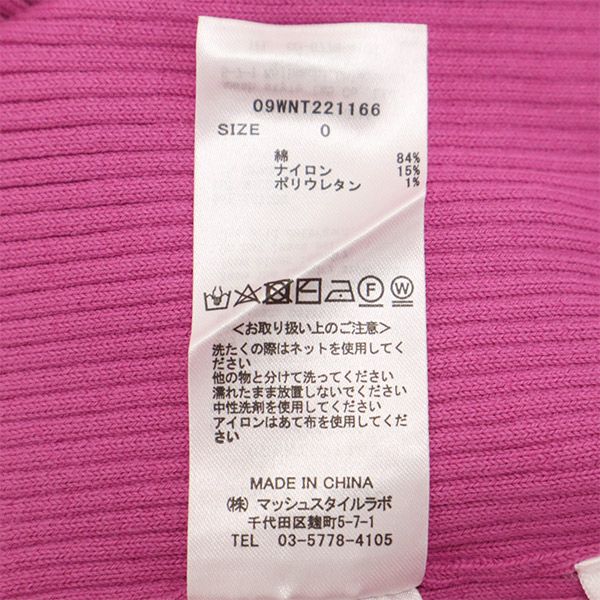 09WNT221166
SIZE 0
綿 84%
ナイロン 15%
ポリウレタン 1%
F W
<お取り扱い上のご注意>
洗たくの際はネットを使用してく
ださい
他の物と分けて洗ってください
濡れたまま放置しないでください
中性洗剤を使用してください
アイロンはあて布を使用してくだ
さい
MADE IN CHINA
(株) マッシュスタイルラボ
千代田区麹町5-7-1
TEL 03-5778-4105